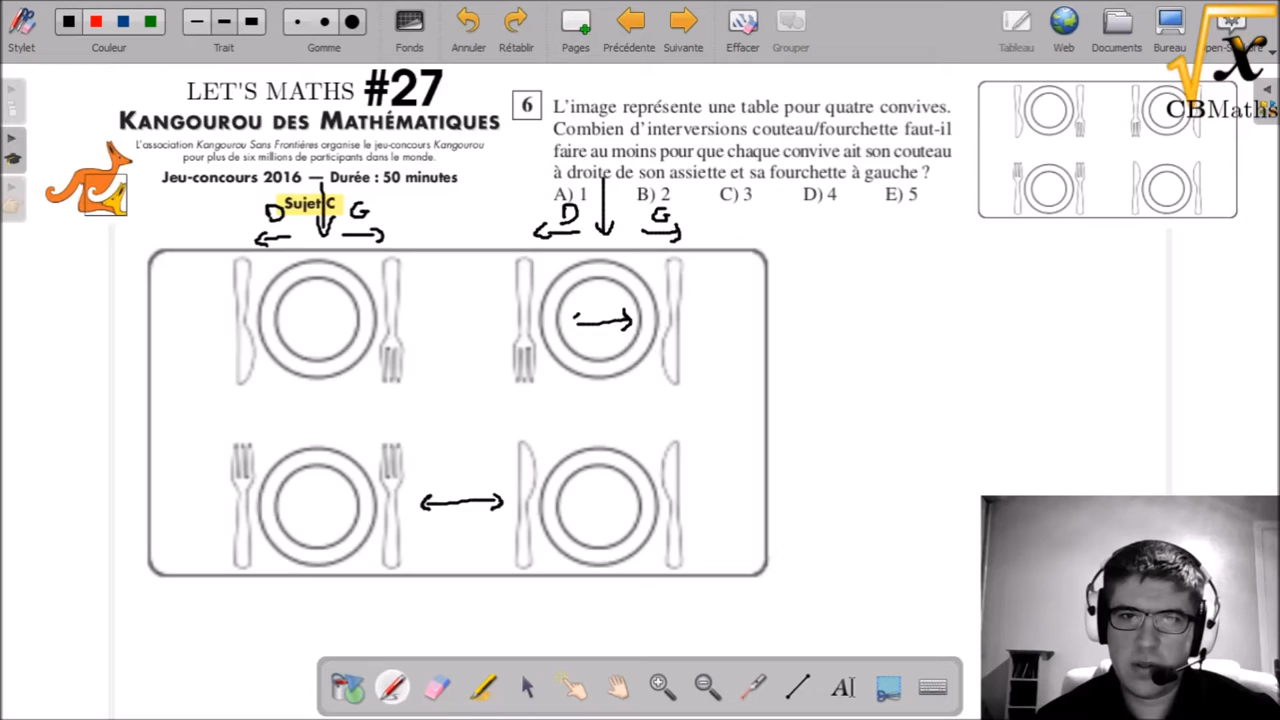 Stylet
Couleur
Trait
Gomme
Fonds
Annuler
Rétablir
Pages
Précédente
Suivante
Effacer
Grouper
Tableau
Web
Documents
Bureau
CBMaths
LET'S MATHS #27
KANGOUROU DES MATHÉMATIQUES
L'association Kangourou Sans Frontières organise le jeu-concours Kangourou
pour plus de six millions de participants dans le monde.
Jeu-concours 2016 — Durée : 50 minutes
Sujet C
6 L'image représente une table pour quatre convives.
Combien d'interversions couteau/fourchette faut-il
faire au moins pour que chaque convive ait son couteau
à droite de son assiette et sa fourchette à gauche ?
A) 1 B) 2 C) 3 D) 4 E) 5
D G D G
AI